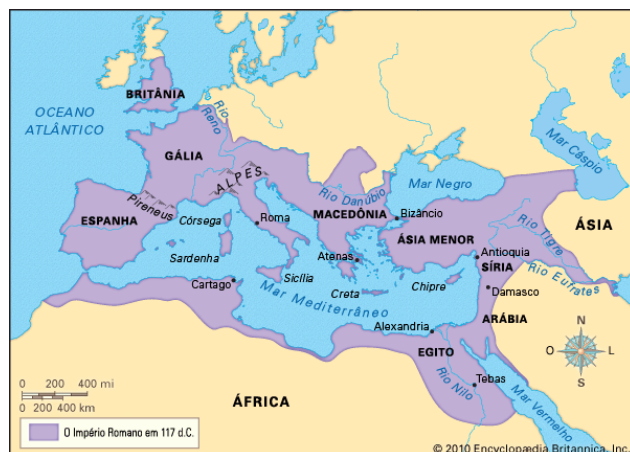 BRITÂNIA
OCEANO
ATLÂNTICO
Rio
Reno
GÁLIA
ALPES
Pireneus
ESPANHA
Córsega
Roma
Sardenha
Cartago
Sicília
Mar Mediterrâneo
Rio Danúbio
MACEDÔNIA
Bizâncio
Mar Negro
Mar Cáspio
ÁSIA MENOR
Atenas
Creta
Chipre
Antioquia
SÍRIA
Rio Tigre
Rio Eufrates
ÁSIA
Damasco
ARÁBIA
Alexandria
EGITO
Rio Nilo
Tebas
Mar Vermelho
ÁFRICA
N
O
L
S
0 200 400 mi
0 200 400 km
O Império Romano em 117 d.C.
© 2010 Encyclopædia Britannica, Inc.